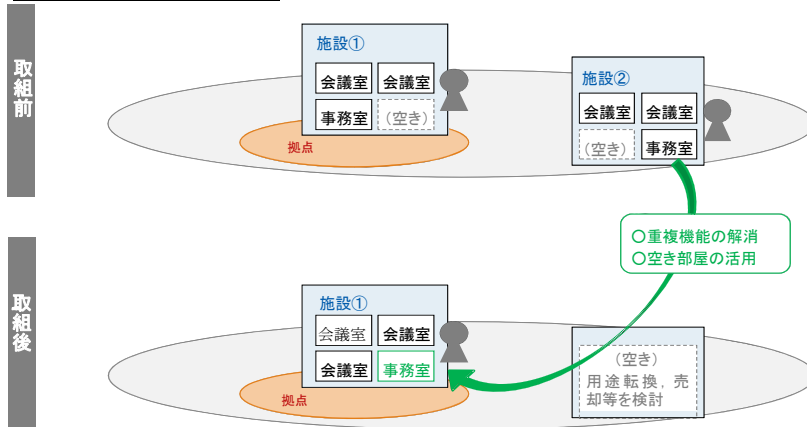 取組前
施設①
会議室 会議室
事務室 (空き)
拠点
施設②
会議室 会議室
(空き) 事務室
○重複機能の解消
○空き部屋の活用
取組後
施設①
会議室 会議室
会議室 事務室
拠点
(空き)
用途転換，売
却等を検討